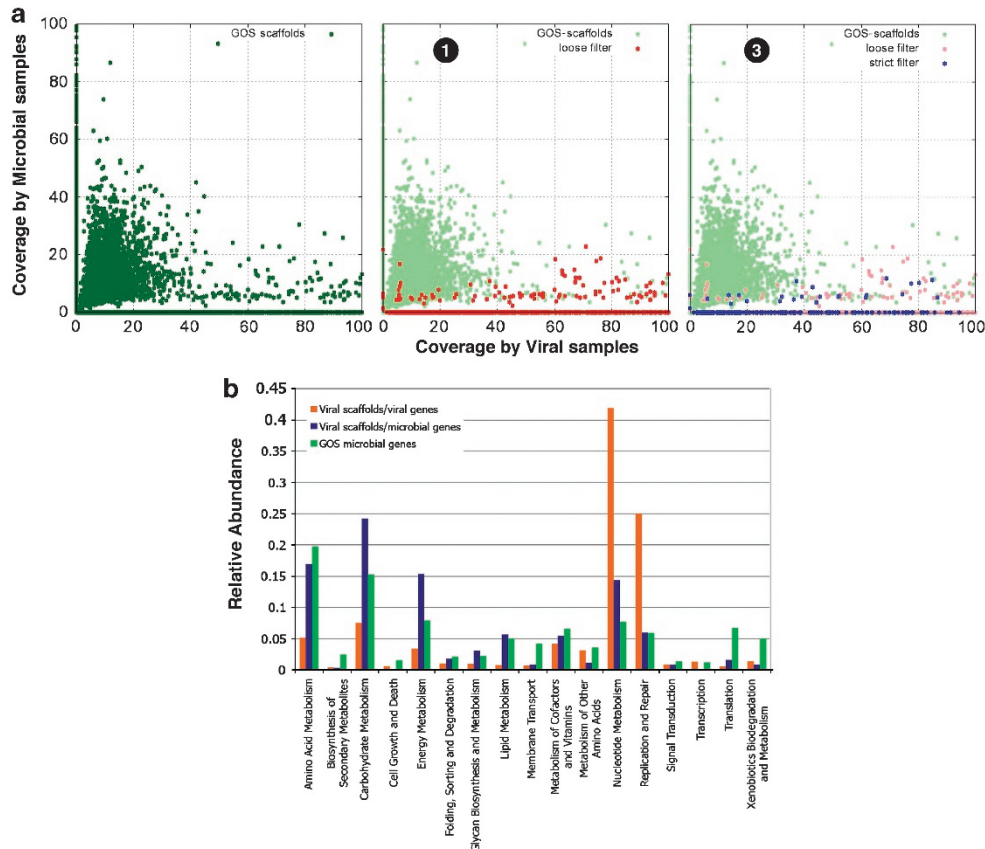 a
Coverage by Microbial samples
100
80
60
40
20
0
0
20
40
60
80
100
GOS scaffolds
1
GOS-scaffolds
loose filter
0
20
40
60
80
100
3
GOS-scaffolds
loose filter
strict filter
0
20
40
60
80
100
Coverage by Viral samples
b
Relative Abundance
0.45
0.4
0.35
0.3
0.25
0.2
0.15
0.1
0.05
0
Viral scaffolds/viral genes
Viral scaffolds/microbial genes
GOS microbial genes
Amino Acid Metabolism
Biosynthesis of
Secondary Metabolites
Carbohydrate Metabolism
Cell Growth and Death
Energy Metabolism
Folding, Sorting and Degradation
Glycan Biosynthesis and Metabolism
Lipid Metabolism
Membrane Transport
Metabolism of Cofactors
and Vitamins
Metabolism of Other
Amino Acids
Nucleotide Metabolism
Replication and Repair
Signal Transduction
Transcription
Translation
Xenobiotics Biodegradation
and Metabolism